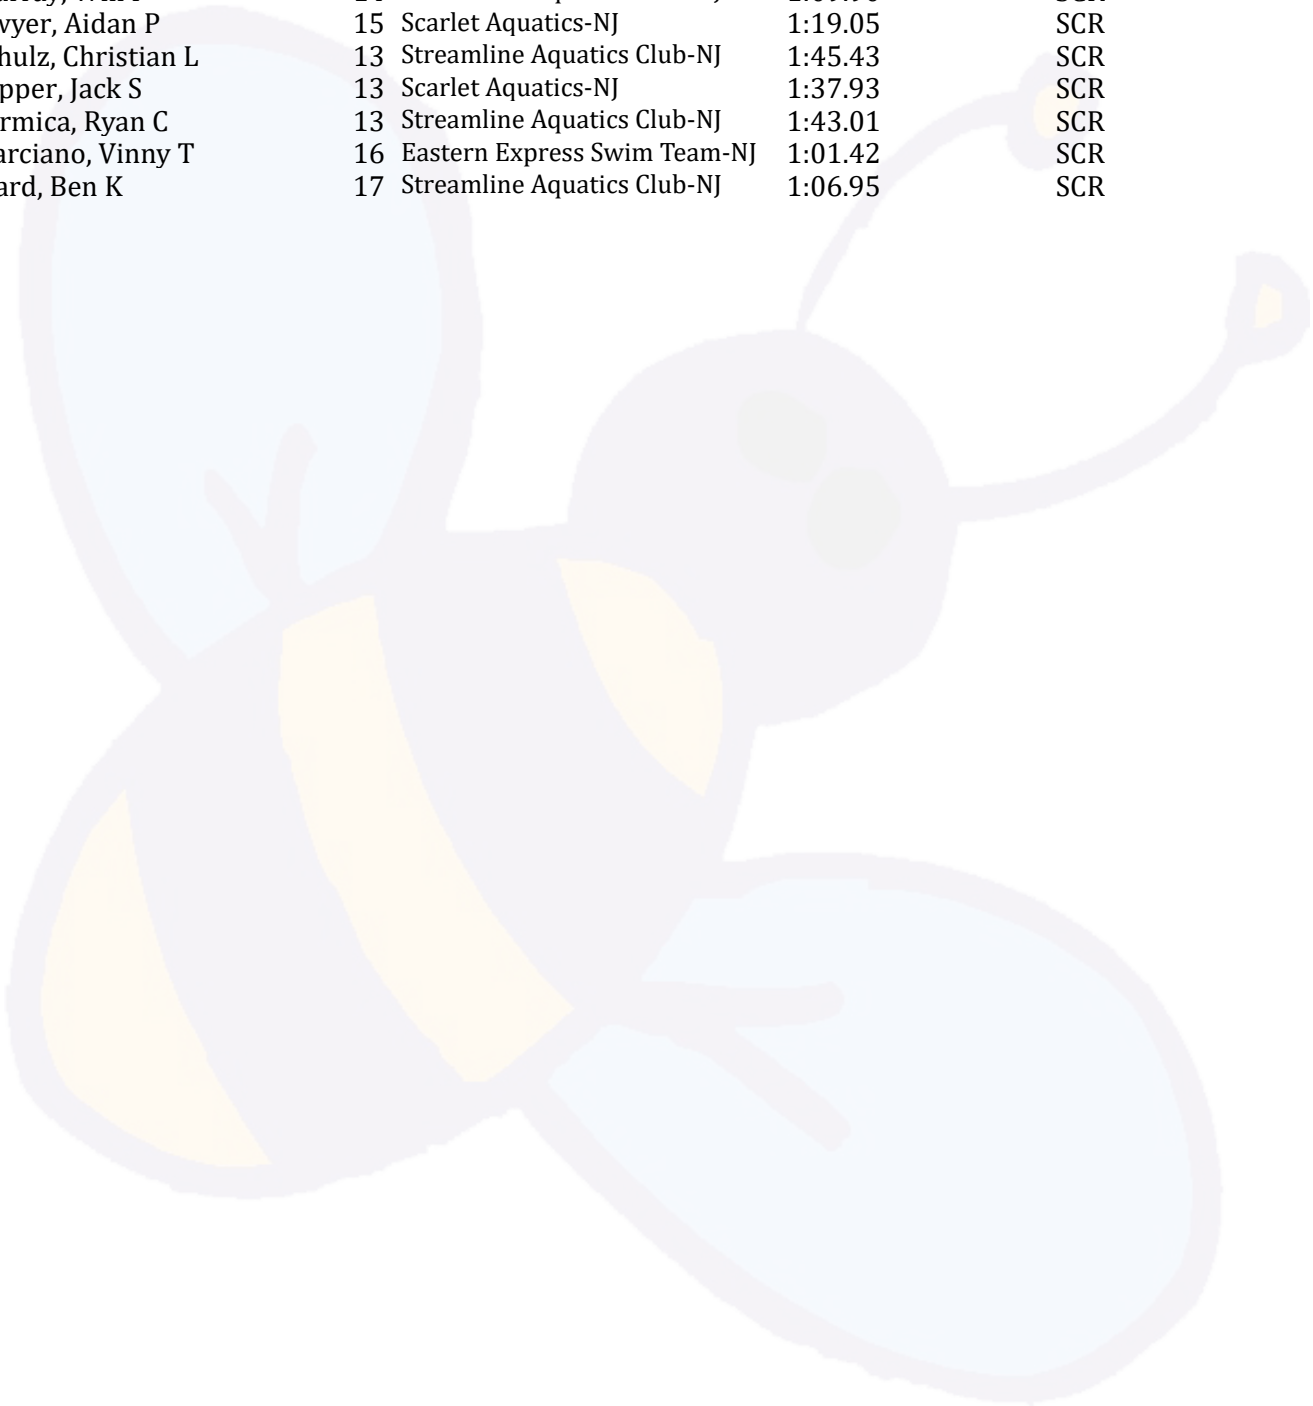 wyer, Aidan P 15 Scarlet Aquatics-NJ 1:19.05 SCR
hulz, Christian L 13 Streamline Aquatics Club-NJ 1:45.43 SCR
pper, Jack S 13 Scarlet Aquatics-NJ 1:37.93 SCR
rmica, Ryan C 13 Streamline Aquatics Club-NJ 1:43.01 SCR
arciano, Vinny T 16 Eastern Express Swim Team-NJ 1:01.42 SCR
ard, Ben K 17 Streamline Aquatics Club-NJ 1:06.95 SCR